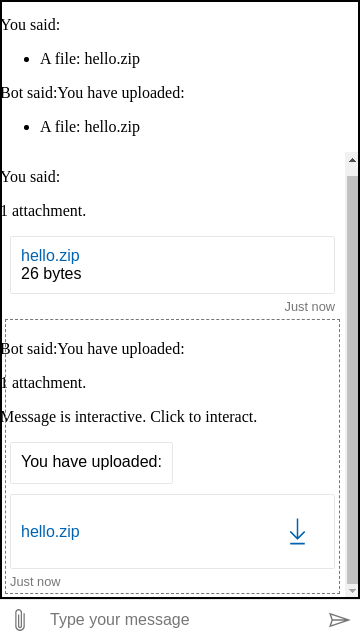 You said:
A file: hello.zip
Bot said:You have uploaded:
A file: hello.zip
You said:
1 attachment.
hello.zip
26 bytes
Just now
Bot said:You have uploaded:
1 attachment.
Message is interactive. Click to interact.
You have uploaded:
hello.zip
Just now
Type your message